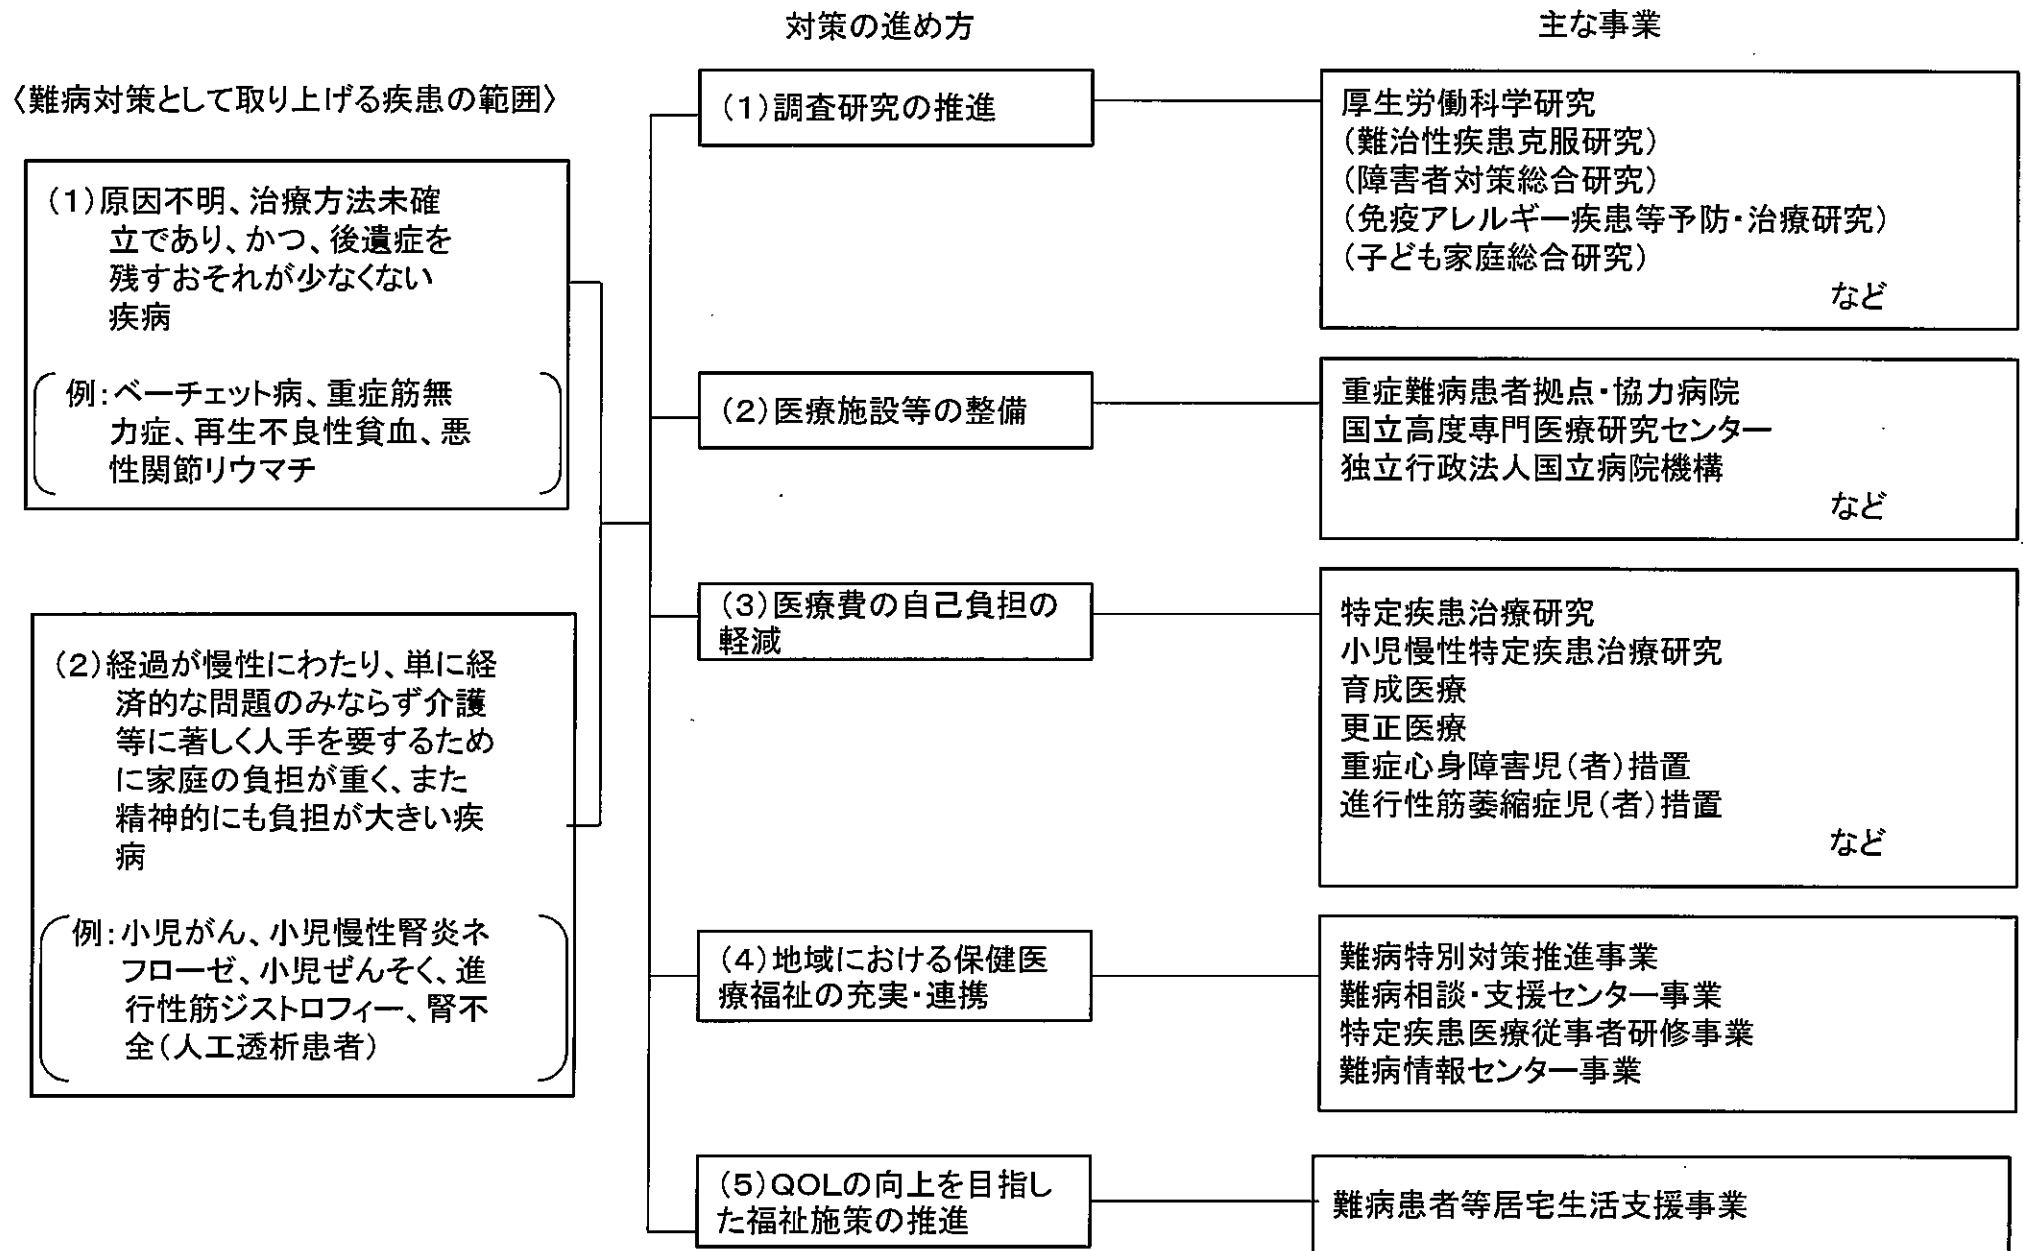 対策の進め方
主な事業
〈難病対策として取り上げる疾患の範囲〉
(1)原因不明、治療方法未確
立であり、かつ、後遺症を
残すおそれが少なくない
疾病
例:ベーチェット病、重症筋無
力症、再生不良性貧血、悪
性関節リウマチ
(2)経過が慢性にわたり、単に経
済的な問題のみならず介護
等に著しく人手を要するため
に家庭の負担が重く、また
精神的にも負担が大きい疾
病
例:小児がん、小児慢性腎炎ネ
フローゼ、小児ぜんそく、進
行性筋ジストロフィー、腎不
全(人工透析患者)
(1)調査研究の推進
厚生労働科学研究
(難治性疾患克服研究)
(障害者対策総合研究)
(免疫アレルギー疾患等予防・治療研究)
(子ども家庭総合研究)
など
(2)医療施設等の整備
重症難病患者拠点・協力病院
国立高度専門医療研究センター
独立行政法人国立病院機構
など
(3)医療費の自己負担の
軽減
特定疾患治療研究
小児慢性特定疾患治療研究
育成医療
更正医療
重症心身障害児(者)措置
進行性筋萎縮症児(者)措置
など
(4)地域における保健医
療福祉の充実・連携
難病特別対策推進事業
難病相談・支援センター事業
特定疾患医療従事者研修事業
難病情報センター事業
(5)QOLの向上を目指し
た福祉施策の推進
難病患者等居宅生活支援事業